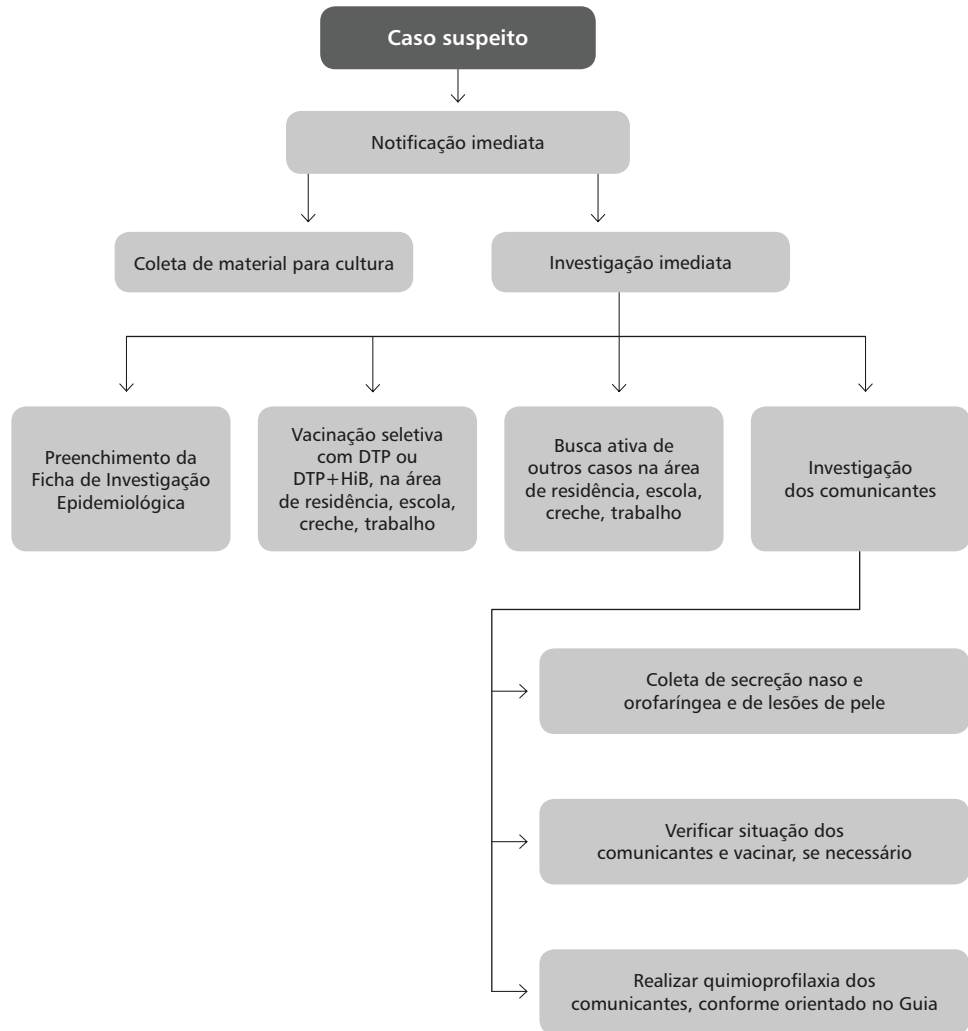 Caso suspeito
Notificação imediata
Coleta de material para cultura
Investigação imediata
Preenchimento da
Ficha de Investigação
Epidemiológica
Vacinação seletiva
com DTP ou
DTP+HiB, na área
de residência, escola,
creche, trabalho
Busca ativa de
outros casos na área
de residência, escola,
creche, trabalho
Investigação
dos comunicantes
Coleta de secreção naso e
orofaríngea e de lesões de pele
Verificar situação dos
comunicantes e vacinar, se necessário
Realizar quimioprofilaxia dos
comunicantes, conforme orientado no Guia